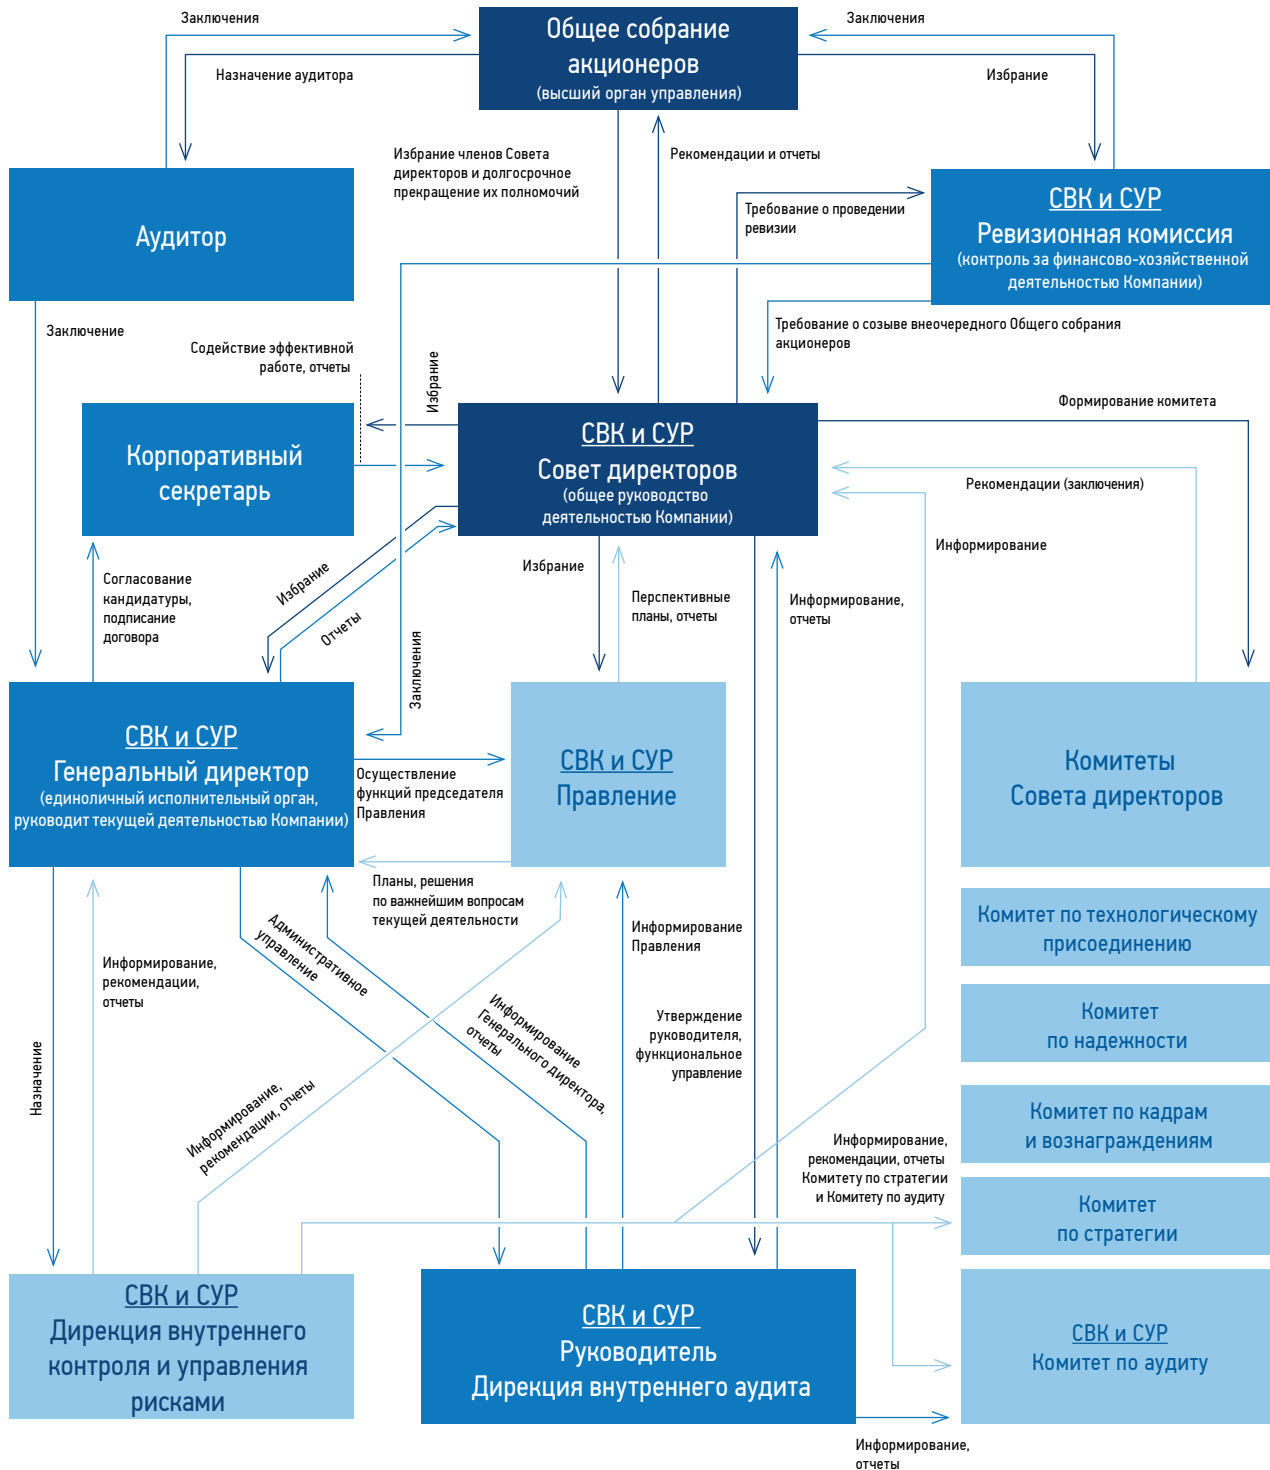 Заключения
Общее собрание
акционеров
(высший орган управления)
Заключения
Назначение аудитора
Избрание
Избрание членов Совета
директоров и долгосрочное
прекращение их полномочий
Рекомендации и отчеты
Требование о проведении
ревизии
Аудитор
СВК и СУР
Ревизионная комиссия
(контроль за финансово-хозяйственной
деятельностью Компании)
Заключение
Содействие эффективной
работе, отчеты
Избрание
Требование о созыве внеочередного Общего собрания
акционеров
Формирование комитета
Корпоративный
секретарь
СВК и СУР
Совет директоров
(общее руководство
деятельностью Компании)
Рекомендации (заключения)
Информирование
Согласование
кандидатуры,
подписание
договора
Избрание
Отчеты
Заключения
Избрание
Перспективные
планы, отчеты
Информирование,
отчеты
СВК и СУР
Генеральный директор
(единоличный исполнительный орган,
руководит текущей деятельностью Компании)
Осуществление
функций председателя
Правления
СВК и СУР
Правление
Комитеты
Совета директоров
Планы, решения
по важнейшим вопросам
текущей деятельности
Комитет по технологическому
присоединению
Информирование,
рекомендации,
отчеты
Административное
управление
Информирование
Правления
Информирование
Генерального директора,
отчеты
Утверждение
руководителя,
функциональное
управление
Комитет
по надежности
Назначение
Информирование,
рекомендации, отчеты
Комитет по кадрам
и вознаграждениям
Информирование,
рекомендации, отчеты
Комитету по стратегии
и Комитету по аудиту
Комитет
по стратегии
СВК и СУР
Дирекция внутреннего
контроля и управления
рисками
СВК и СУР
Руководитель
Дирекция внутреннего аудита
СВК и СУР
Комитет по аудиту
Информирование,
отчеты